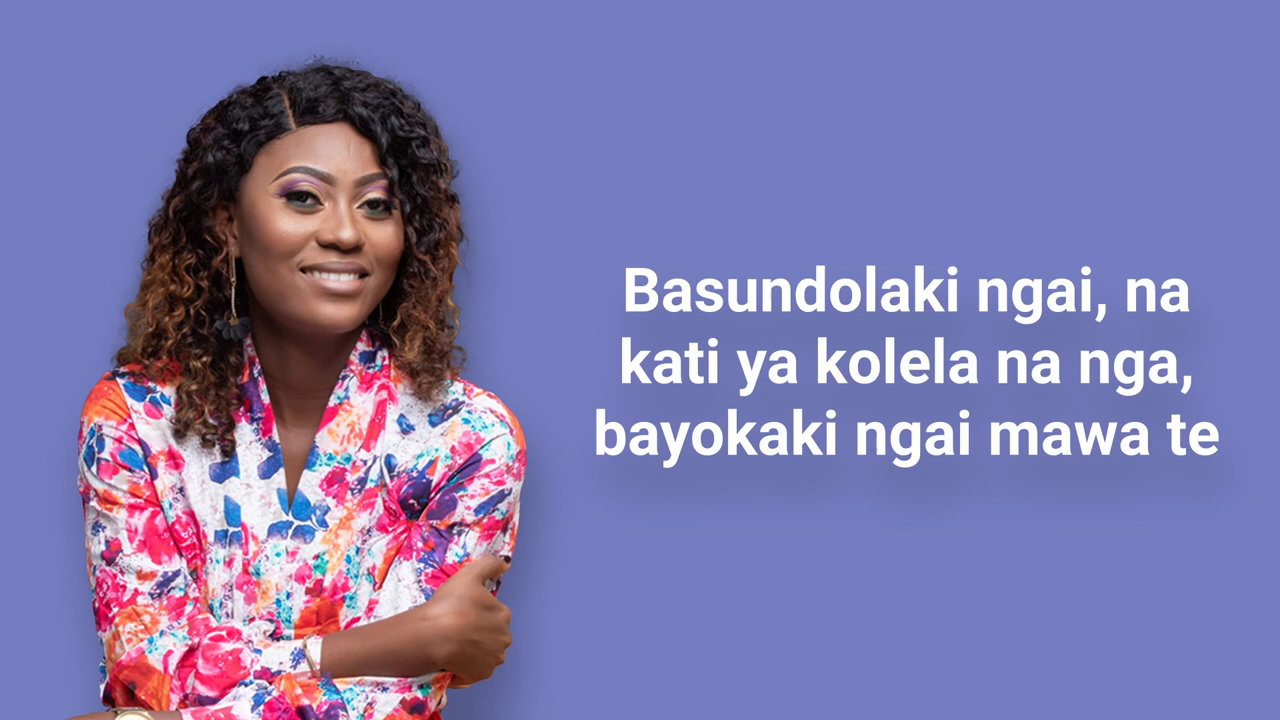 Basundolaki ngai, na
kati ya kolela na nga,
bayokaki ngai mawa te